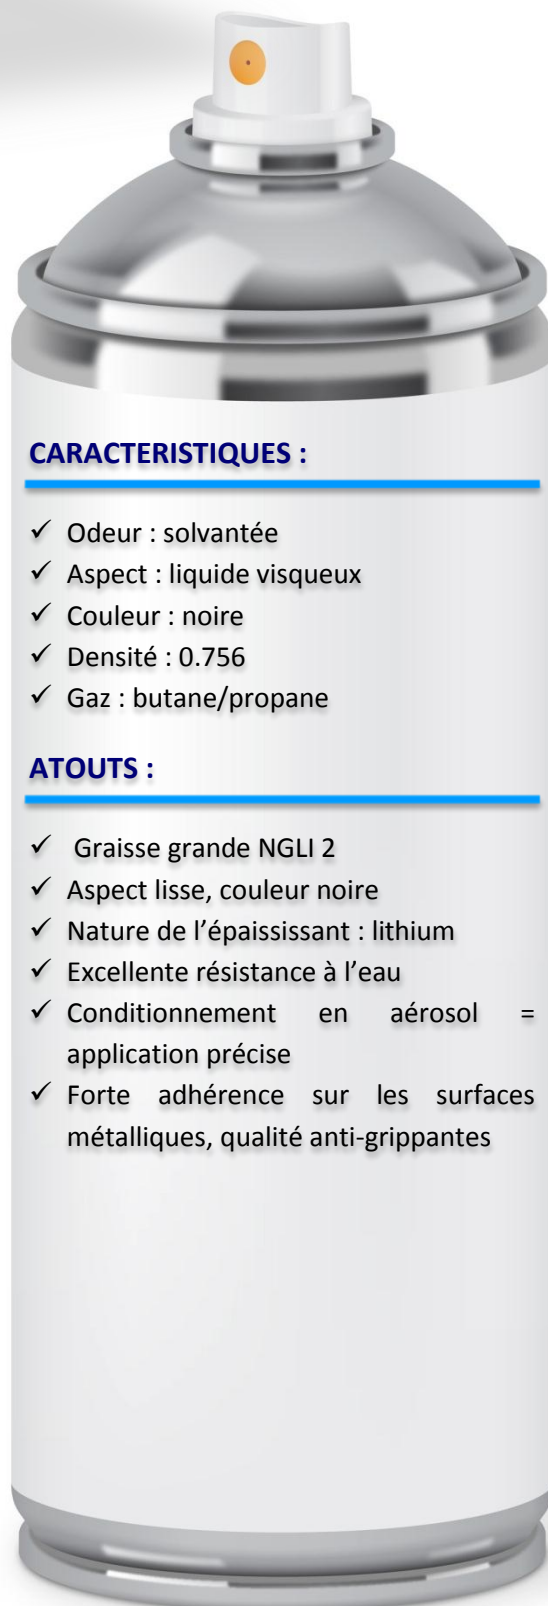 CARACTERISTIQUES :
✓ Odeur : solvantée
✓ Aspect : liquide visqueux
✓ Couleur : noire
✓ Densité : 0.756
✓ Gaz : butane/propane
ATOUTS :
✓ Graisse grande NGLI 2
✓ Aspect lisse, couleur noire
✓ Nature de l’épaississant : lithium
✓ Excellente résistance à l’eau
✓ Conditionnement en aérosol =
application précise
✓ Forte adhérence sur les surfaces
métalliques, qualité anti-grippantes